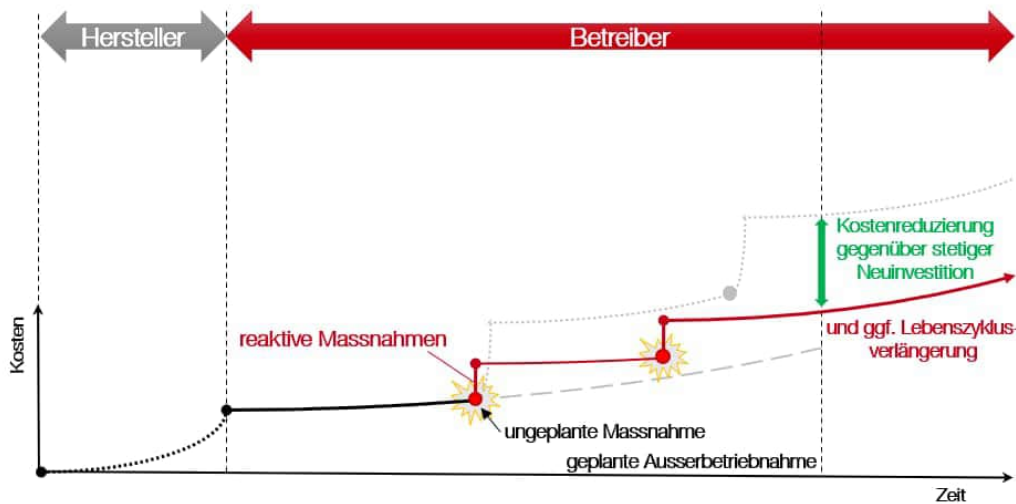 Hersteller
Betreiber
Kosten
Kostenreduzierung
gegenüber stetiger
Neuinvestition
reaktive Massnahmen
und ggf. Lebenszyklus-
verlängerung
ungeplante Massnahme
geplante Ausserbetriebnahme
Zeit